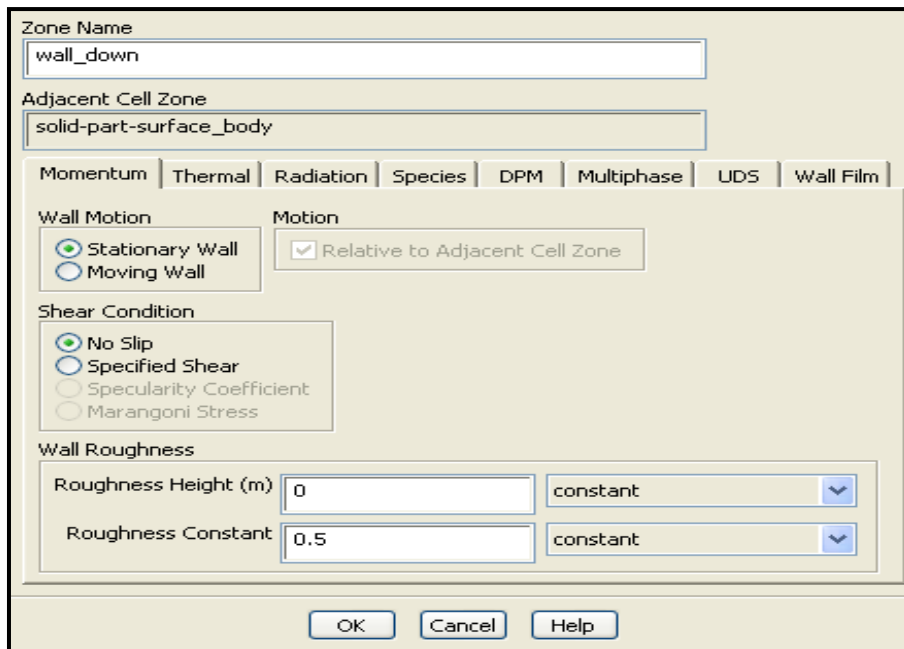 Zone Name
wall_down
Adjacent Cell Zone
solid-part-surface_body
Momentum Thermal Radiation Species DPM Multiphase UDS Wall Film
Wall Motion Motion
Stationary Wall Relative to Adjacent Cell Zone
Moving Wall
Shear Condition
No Slip
Specified Shear
Specularity Coefficient
Marangoni Stress
Wall Roughness
Roughness Height (m) 0 constant
Roughness Constant 0.5 constant
OK Cancel Help